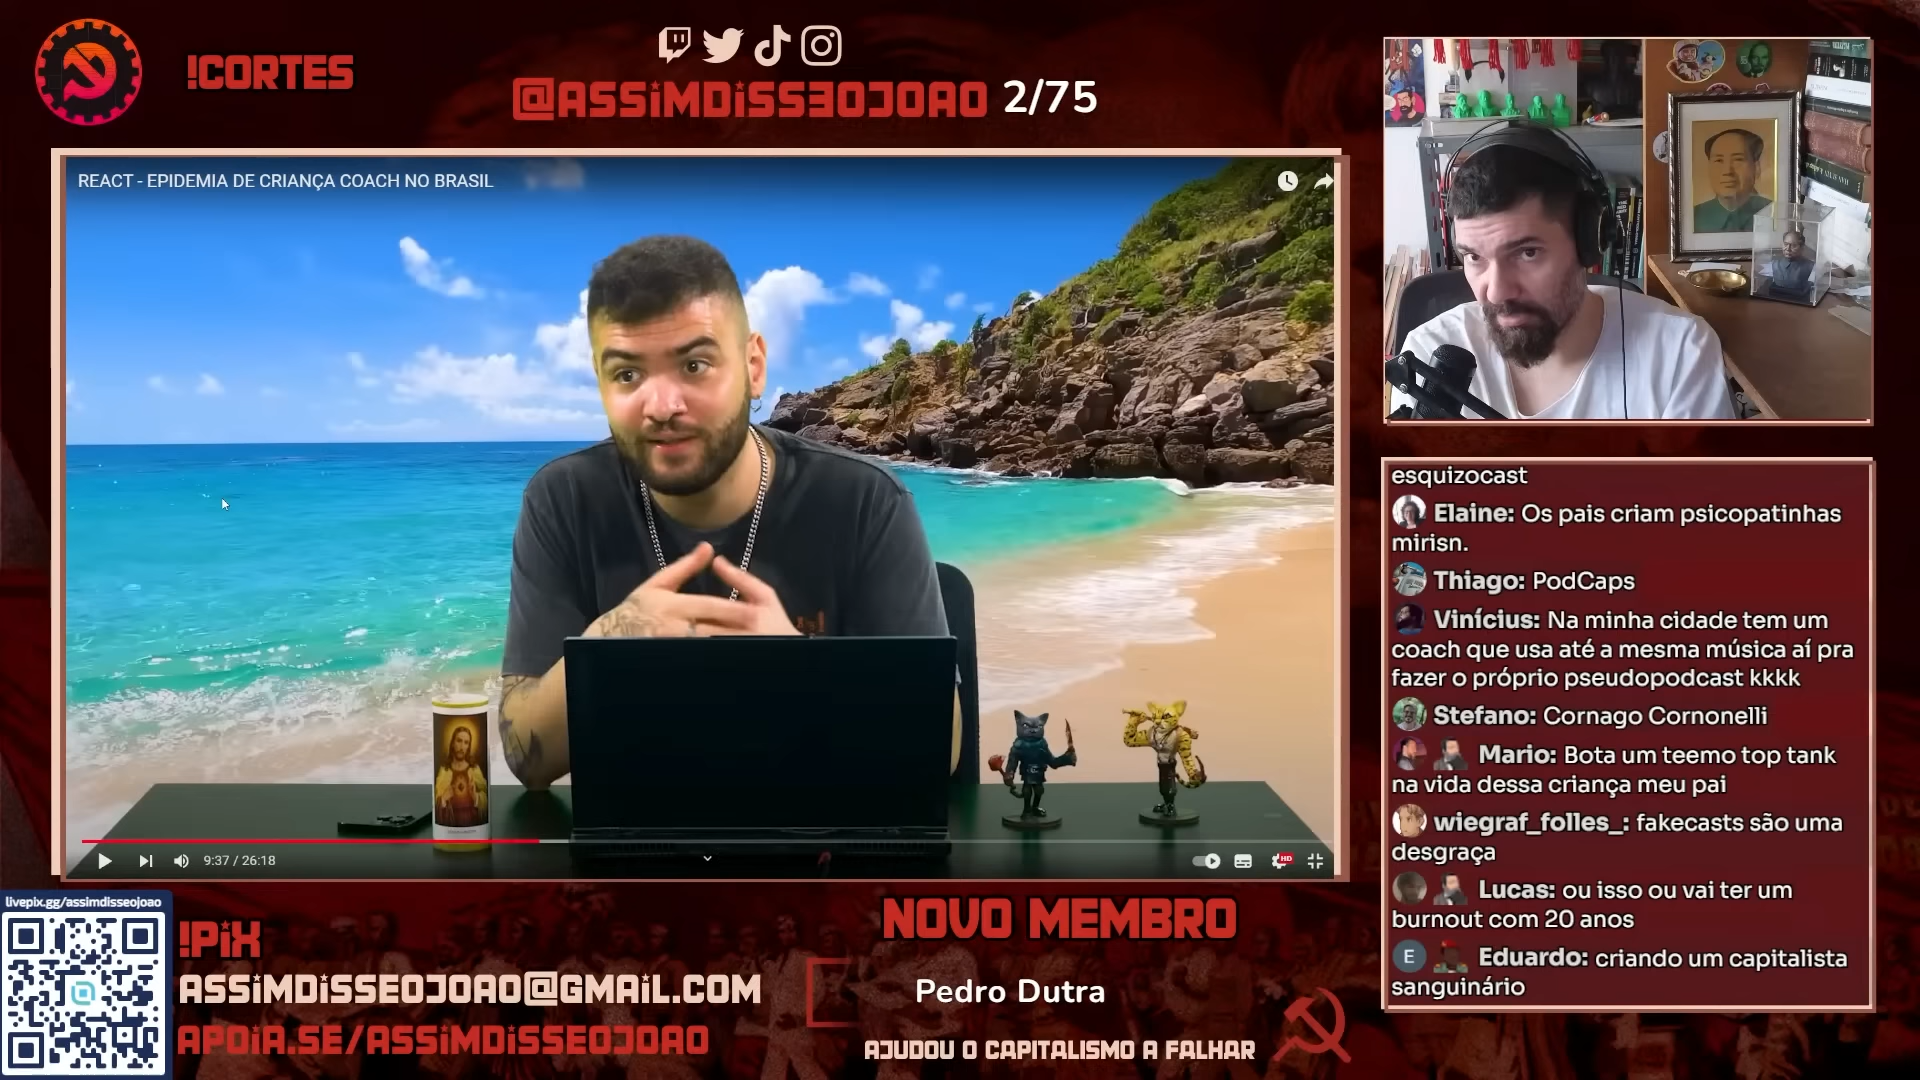 !CORTES
@ASSIMDISSEOJOAO 2/75
REACT - EPIDEMIA DE CRIANÇA COACH NO BRASIL
9:37 / 26:18
HD
esquizocast
Elaine: Os pais criam psicopatinhas
mirisn.
Thiago: PodCaps
Vinícius: Na minha cidade tem um
coach que usa até a mesma música aí pra
fazer o próprio pseudopodcast kkkk
Stefano: Cornago Cornonelli
Mario: Bota um teemo top tank
na vida dessa criança meu pai
wiegraf_folles_: fakecasts são uma
desgraça
Lucas: ou isso ou vai ter um
burnout com 20 anos
E Eduardo: criando um capitalista
sanguinário
livepix.gg/assimdisseojoao
!PIX
ASSIMDISSEOJOAO@GMAIL.COM
APOIA.SE/ASSIMDISSEOJOAO
NOVO MEMBRO
Pedro Dutra
AJUDOU O CAPITALISMO A FALHAR